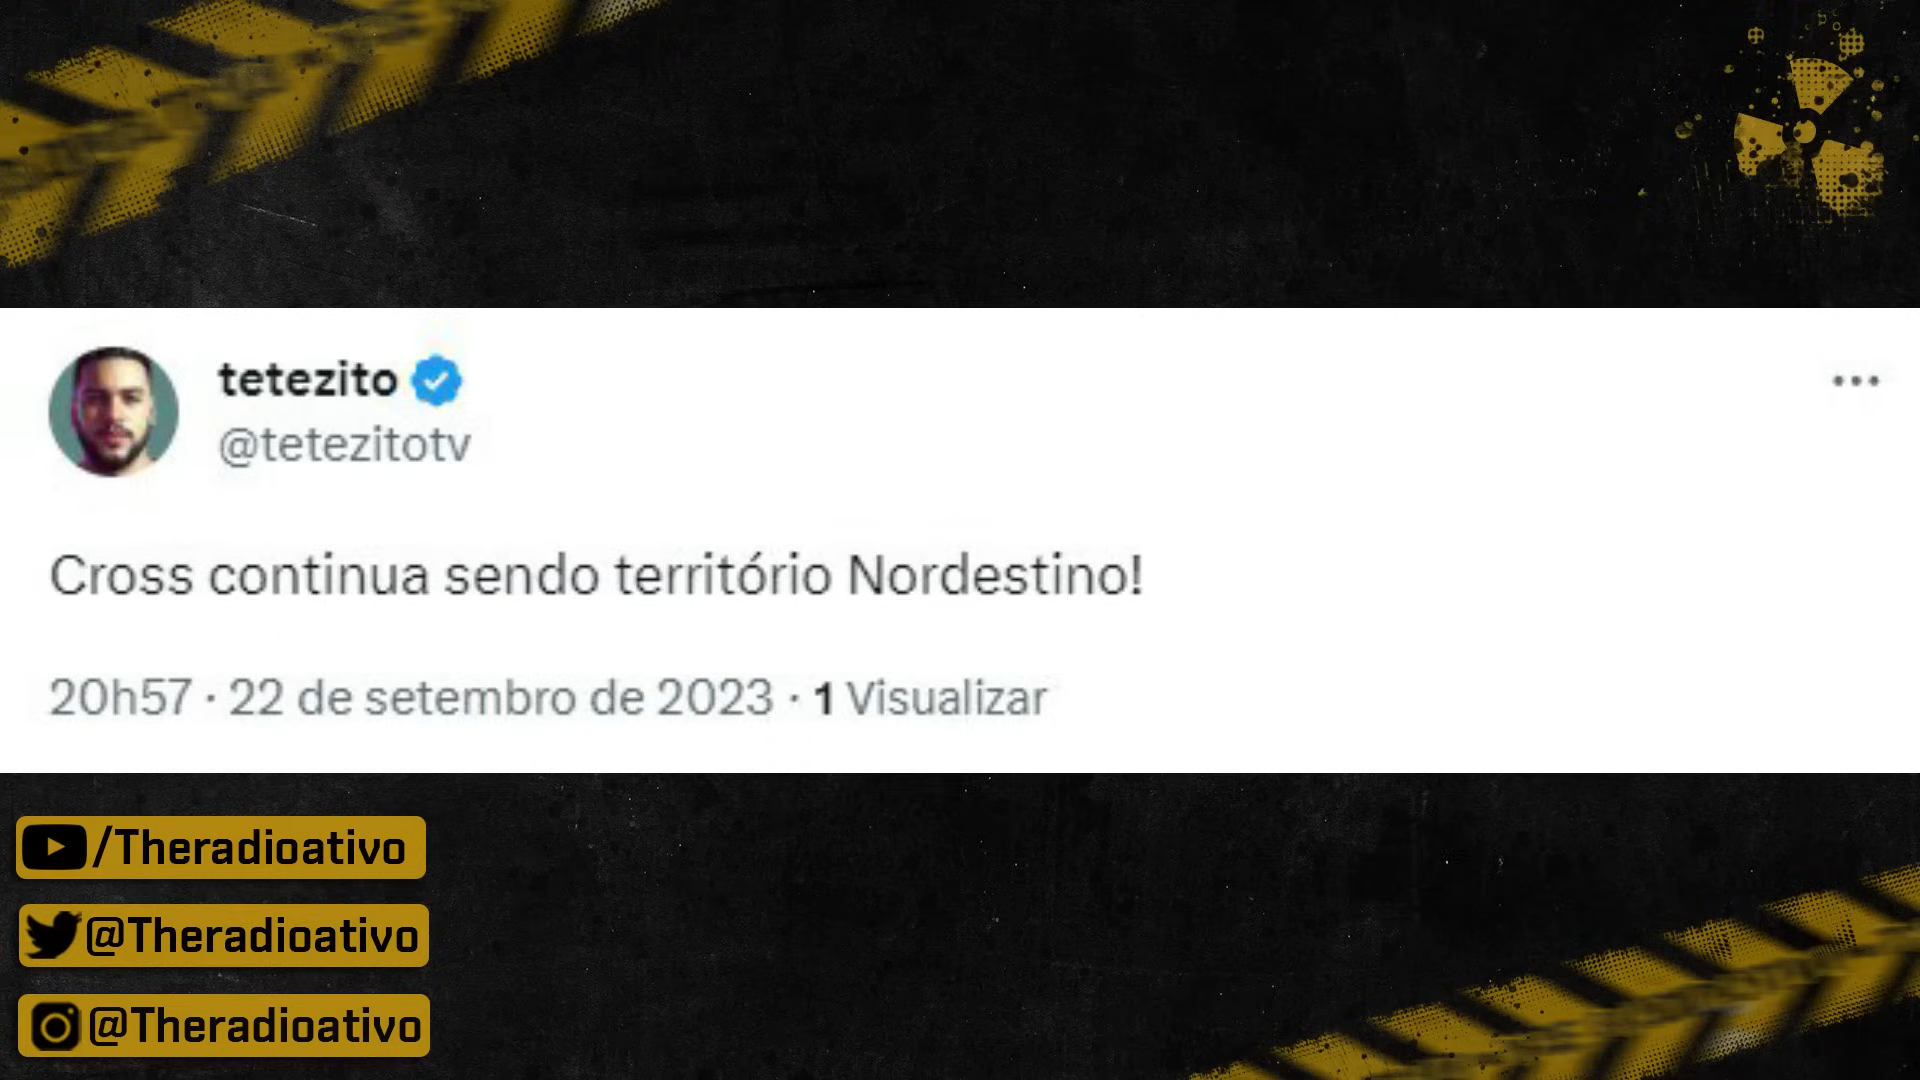 tetezito
@tetezitotv
Cross continua sendo território Nordestino!
20h57 · 22 de setembro de 2023 · 1 Visualizar
/Theradioativo
@Theradioativo
@Theradioativo